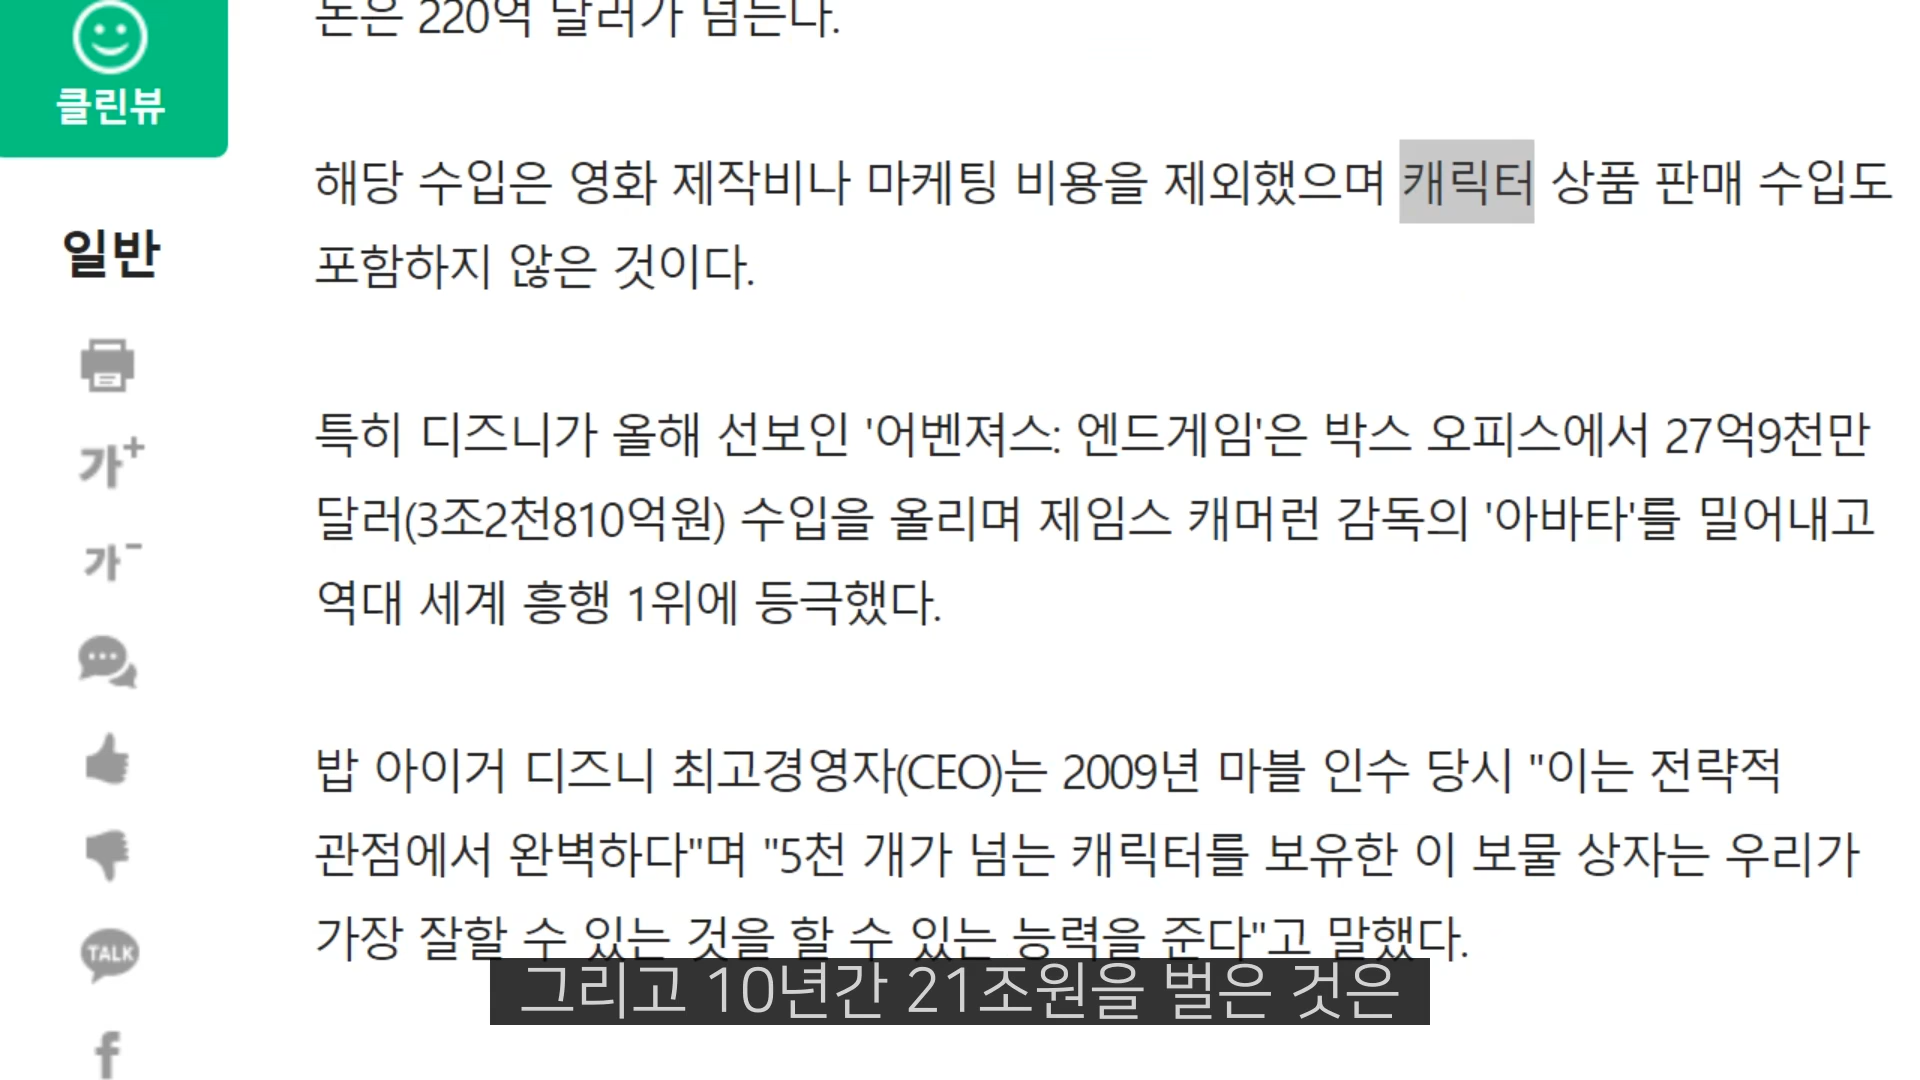 돈은 220억 달러가 넘는다.
클린뷰
해당 수입은 영화 제작비나 마케팅 비용을 제외했으며 캐릭터 상품 판매 수입도
포함하지 않은 것이다.
일반
가+
특히 디즈니가 올해 선보인 '어벤져스: 엔드게임'은 박스 오피스에서 27억9천만
달러(3조2천810억원) 수입을 올리며 제임스 캐머런 감독의 '아바타'를 밀어내고
가-
역대 세계 흥행 1위에 등극했다.
밥 아이거 디즈니 최고경영자(CEO)는 2009년 마블 인수 당시 "이는 전략적
관점에서 완벽하다"며 "5천 개가 넘는 캐릭터를 보유한 이 보물 상자는 우리가
가장 잘할 수 있는 것을 할 수 있는 능력을 준다"고 말했다.
TALK
그리고 10년간 21조원을 벌은 것은
f